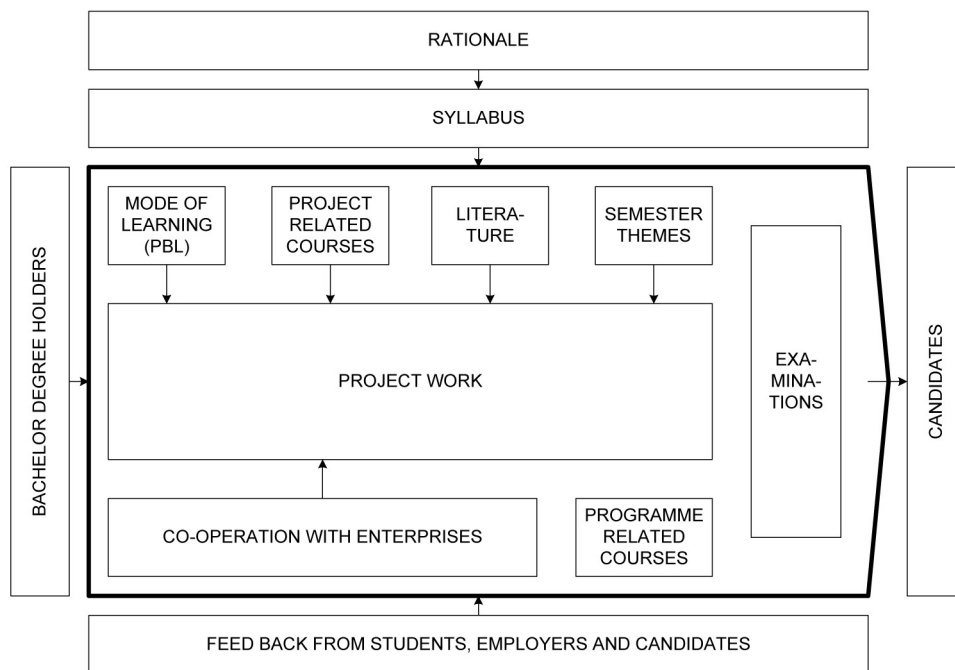 RATIONALE
SYLLABUS
BACHELOR DEGREE HOLDERS
MODE OF
LEARNING
(PBL)
PROJECT
RELATED
COURSES
LITERA-
TURE
SEMESTER
THEMES
PROJECT WORK
EXA-
MINA-
TIONS
CANDIDATES
CO-OPERATION WITH ENTERPRISES
PROGRAMME
RELATED
COURSES
FEED BACK FROM STUDENTS, EMPLOYERS AND CANDIDATES